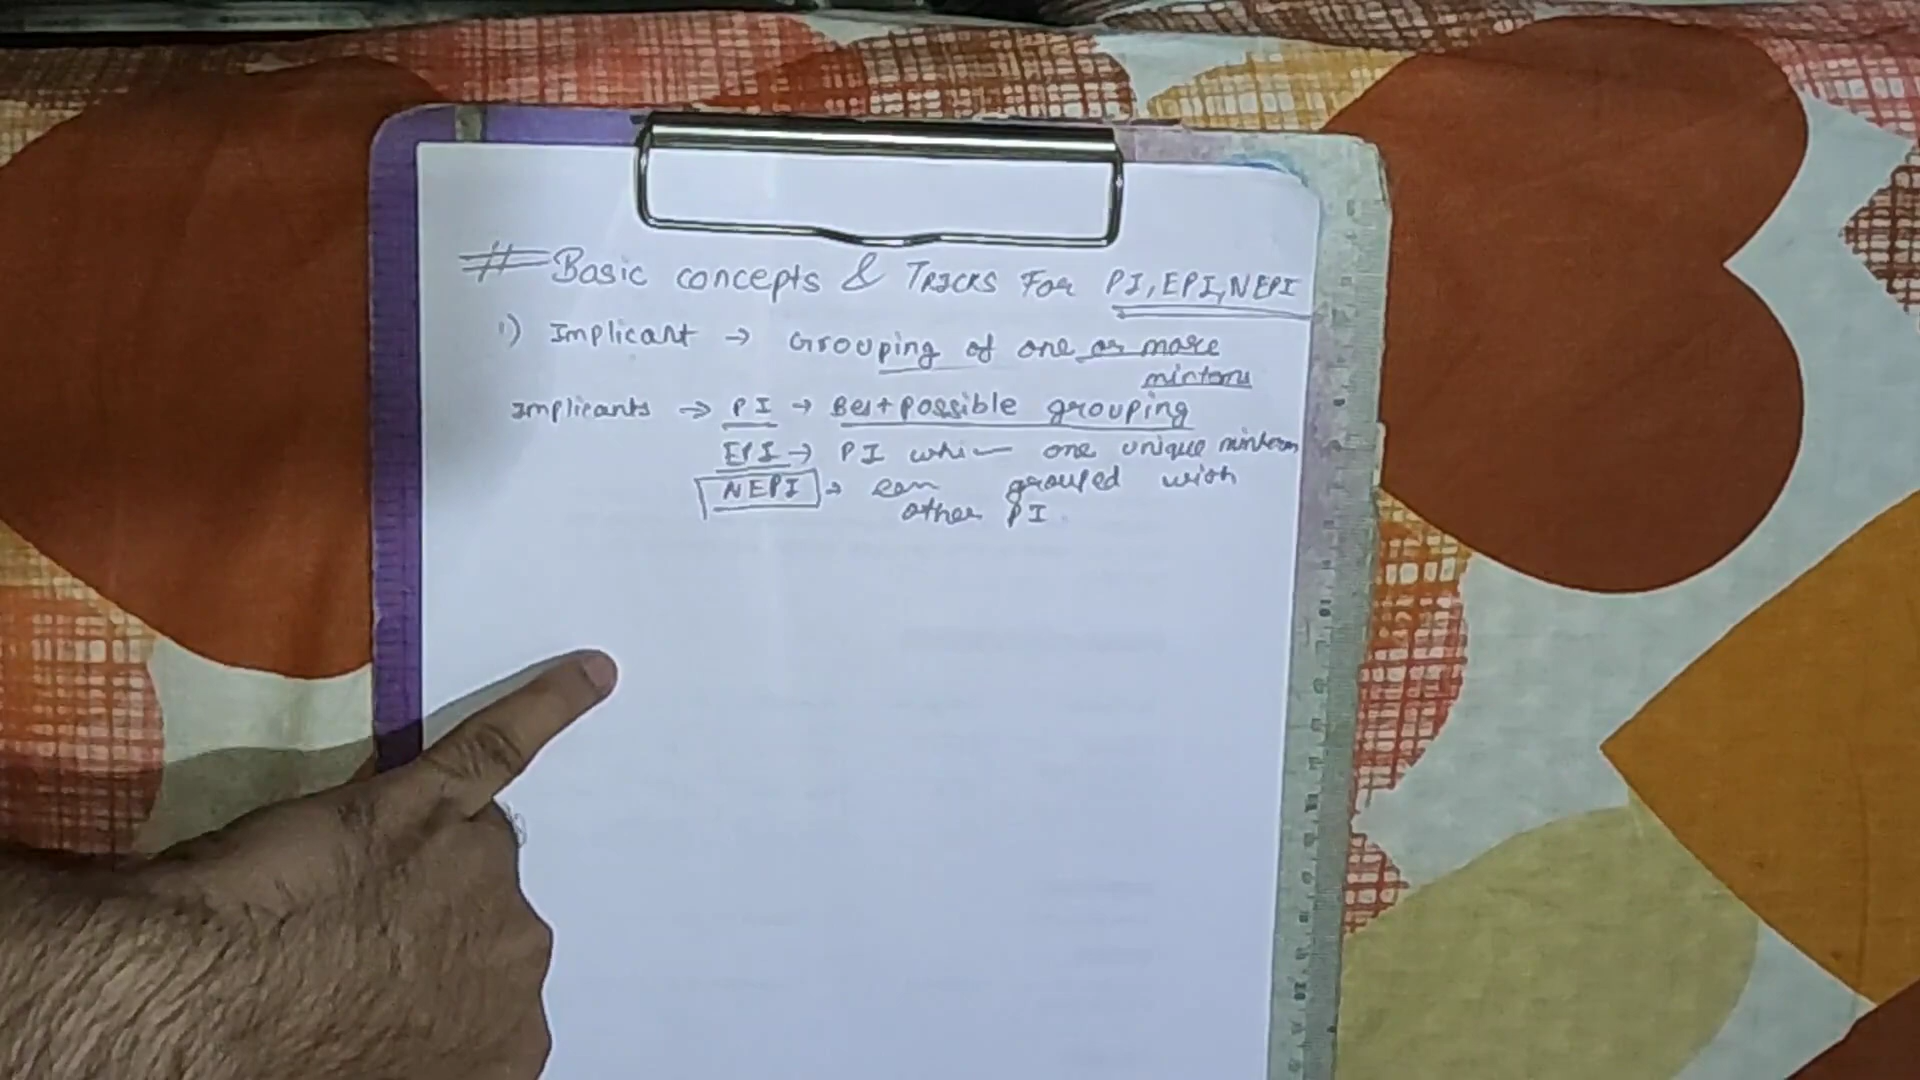 # Basic concepts & TRICKS FOR PI, EPI, NEPI
1) Implicant → Grouping of one or more
minterms
Implicants → PI → Best possible grouping
EPI → PI which one unique minterm
NEPI → can grouped with
other PI